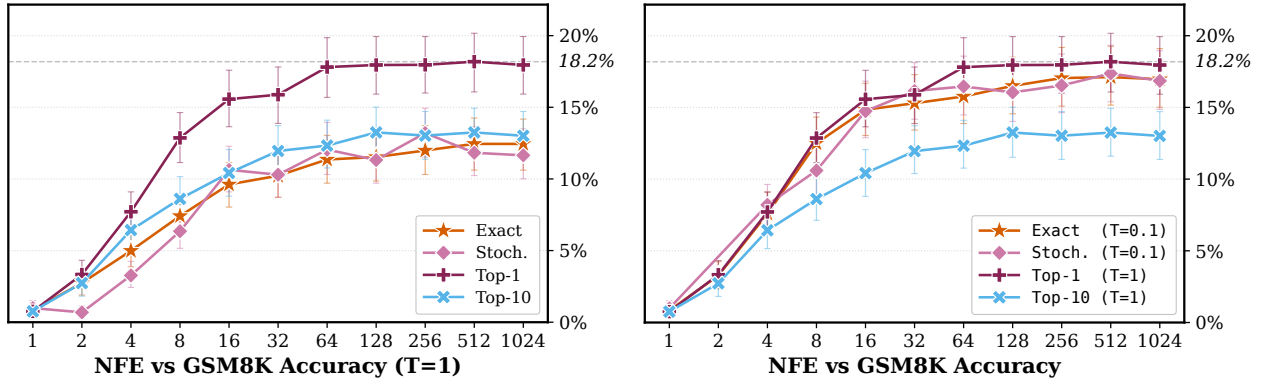 20%
18.2%
15%
10%
5%
0%
Exact
Stoch.
Top-1
Top-10
1 2 4 8 16 32 64 128 256 512 1024
NFE vs GSM8K Accuracy (T=1)
20%
18.2%
15%
10%
5%
0%
Exact (T=0.1)
Stoch. (T=0.1)
Top-1 (T=1)
Top-10 (T=1)
1 2 4 8 16 32 64 128 256 512 1024
NFE vs GSM8K Accuracy